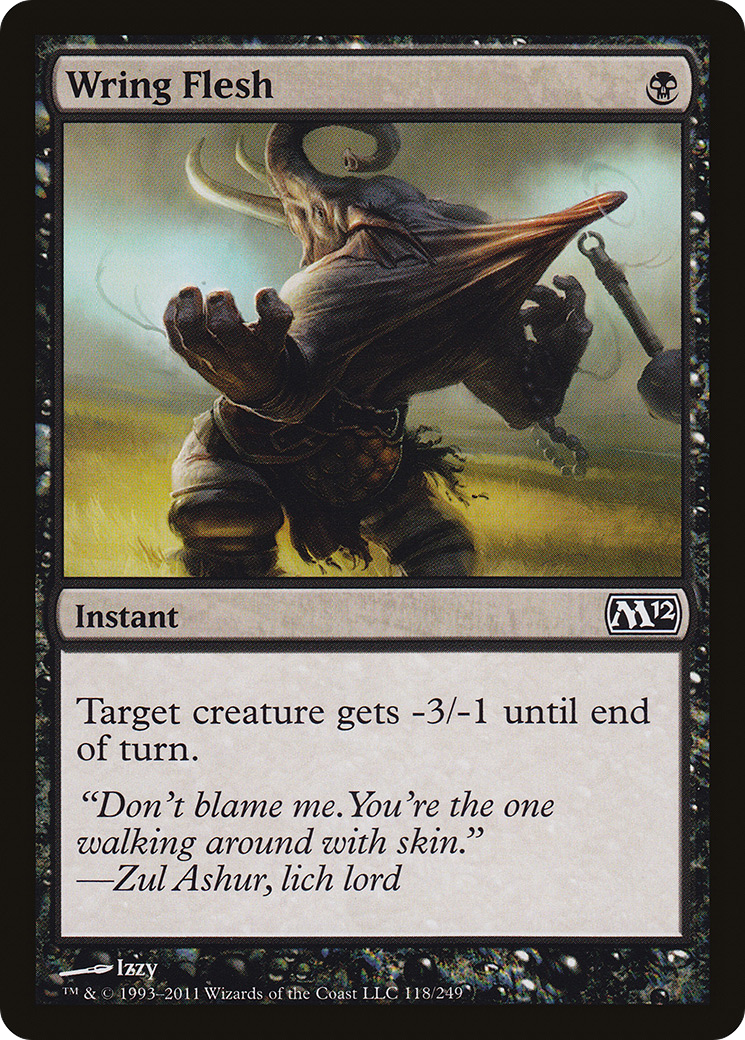 Wring Flesh
Instant
M12
Target creature gets -3/-1 until end
of turn.
“Don’t blame me. You’re the one
walking around with skin.”
—Zul Ashur, lich lord
Izzy
™ & © 1993–2011 Wizards of the Coast LLC 118/249